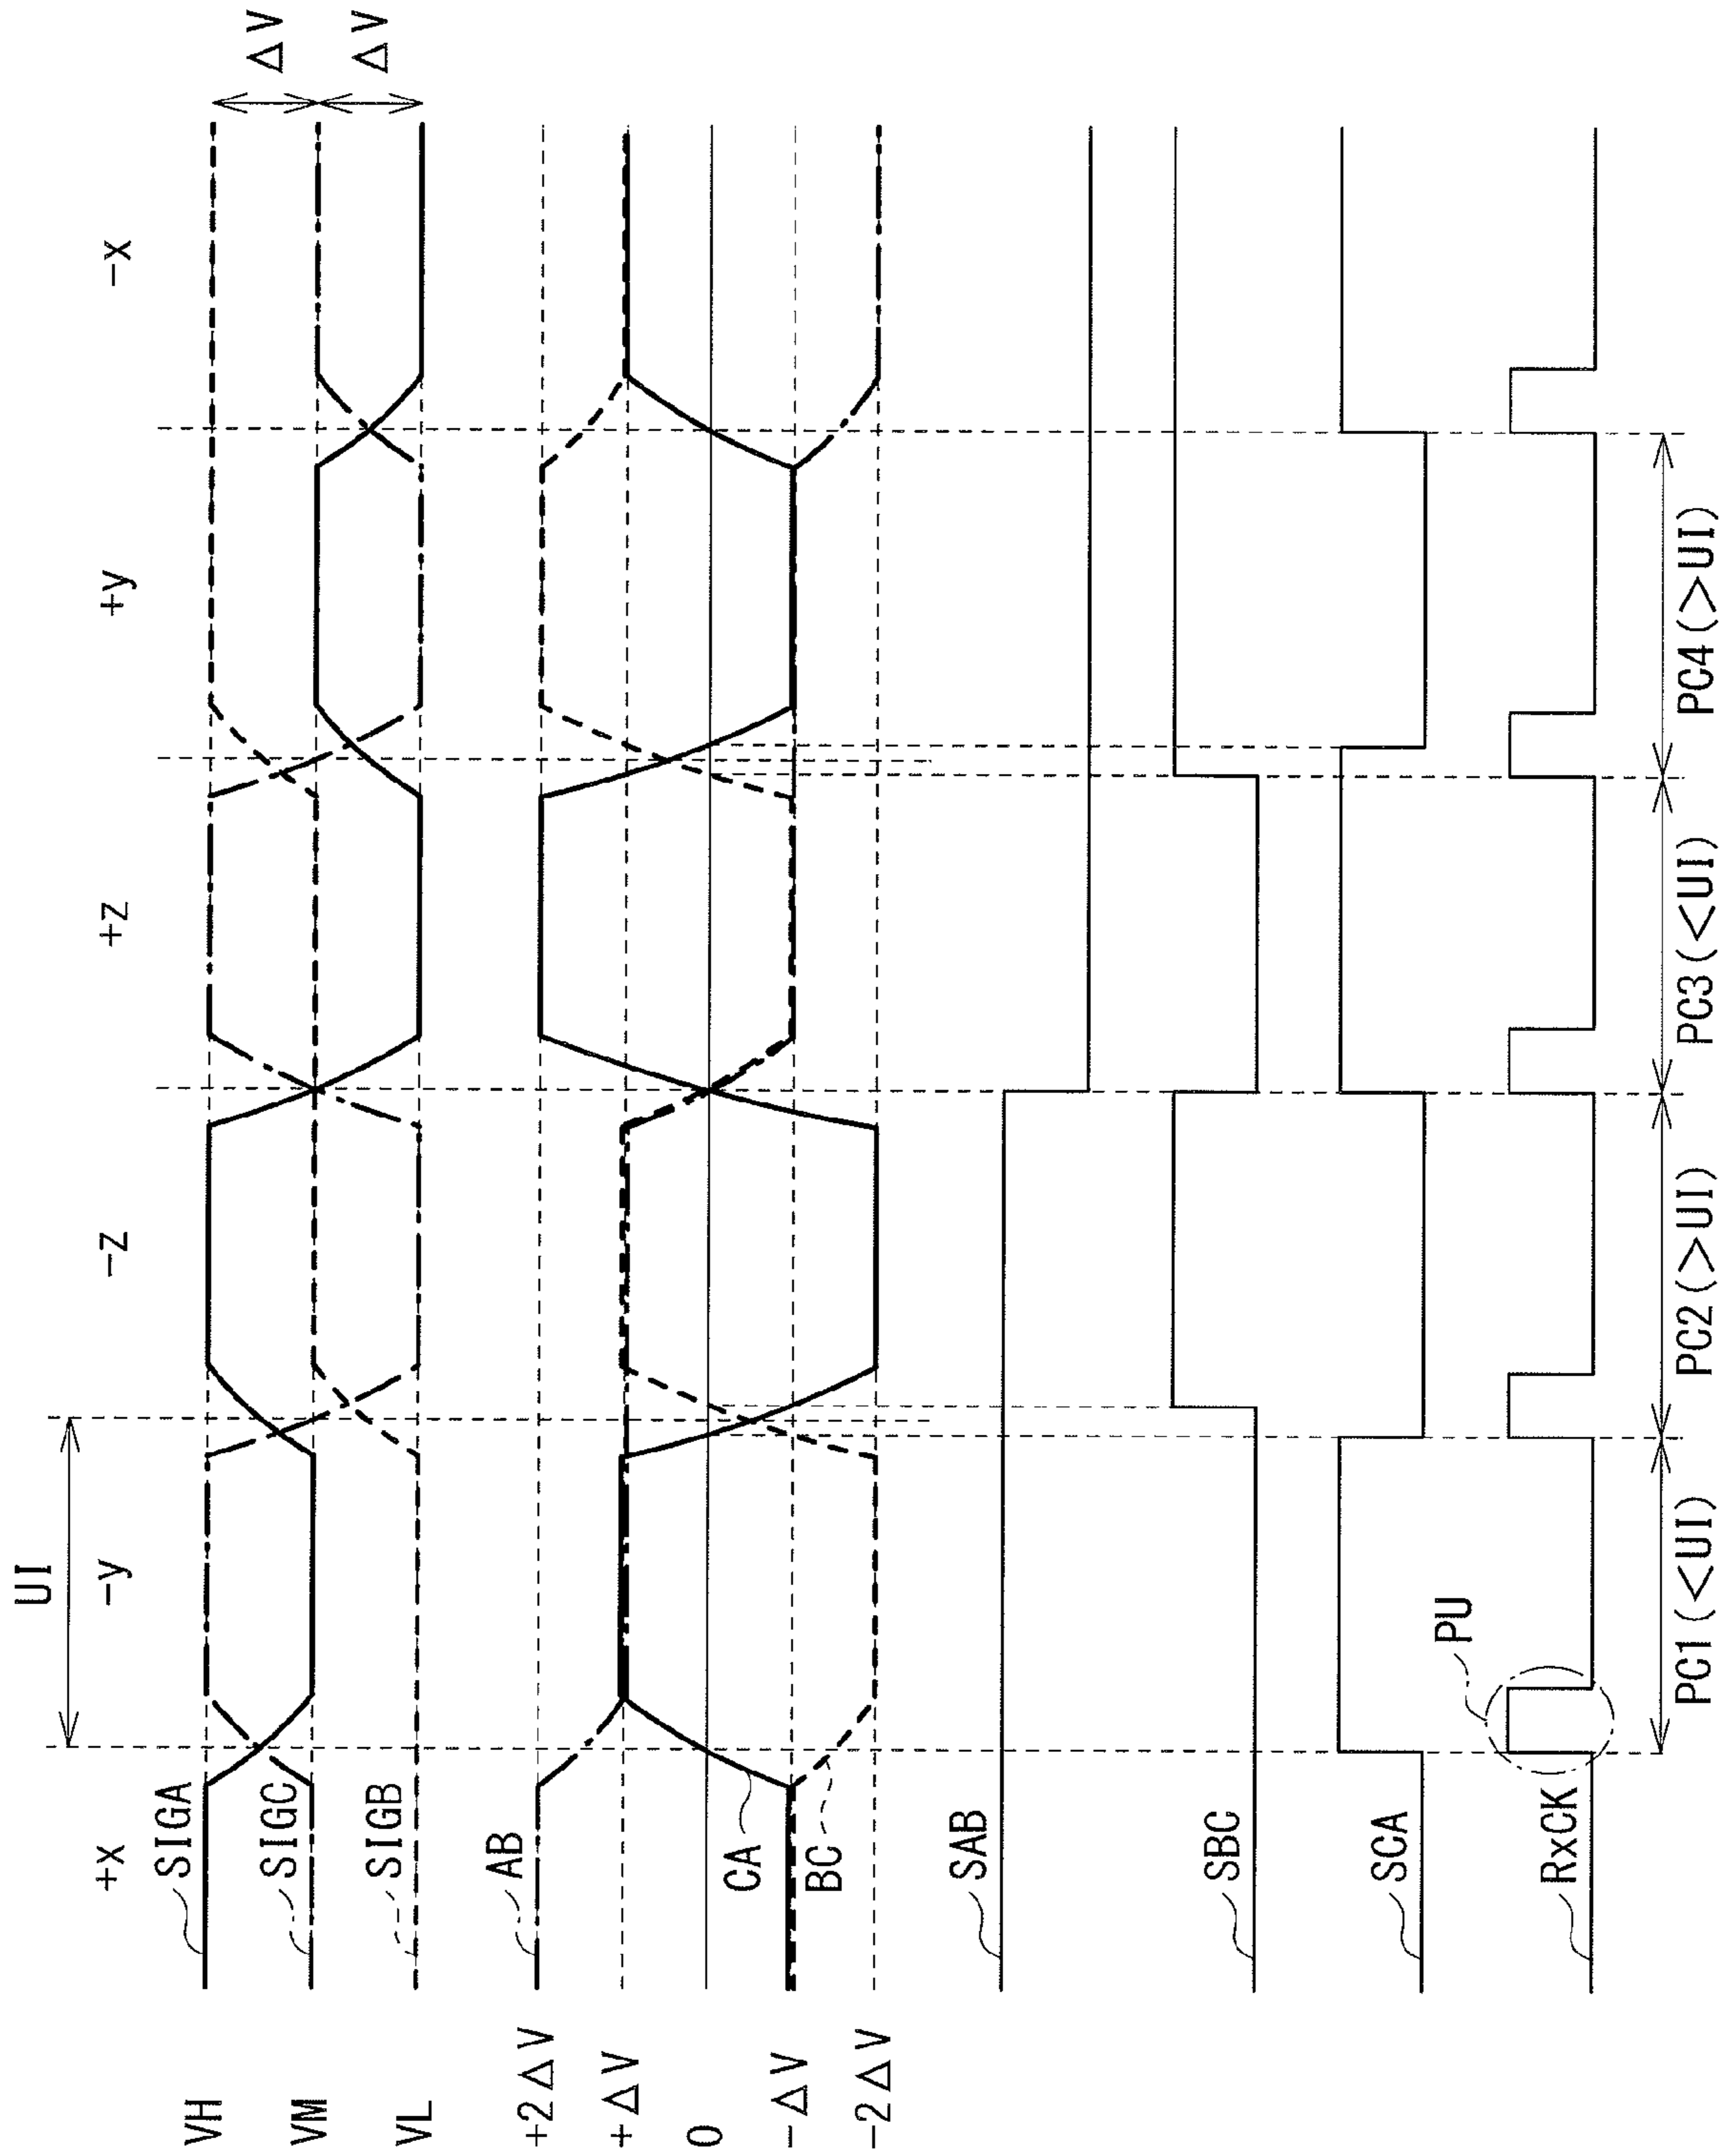 UI
+x
-y
-z
+z
+y
-x
VH
SIGA
ΔV
VM
SIGC
ΔV
VL
SIGB
+2ΔV
AB
+ΔV
0
CA
-ΔV
BC
-2ΔV
SAB
SBC
SCA
PU
RxCK
PC1(<UI)
PC2(>UI)
PC3(<UI)
PC4(>UI)